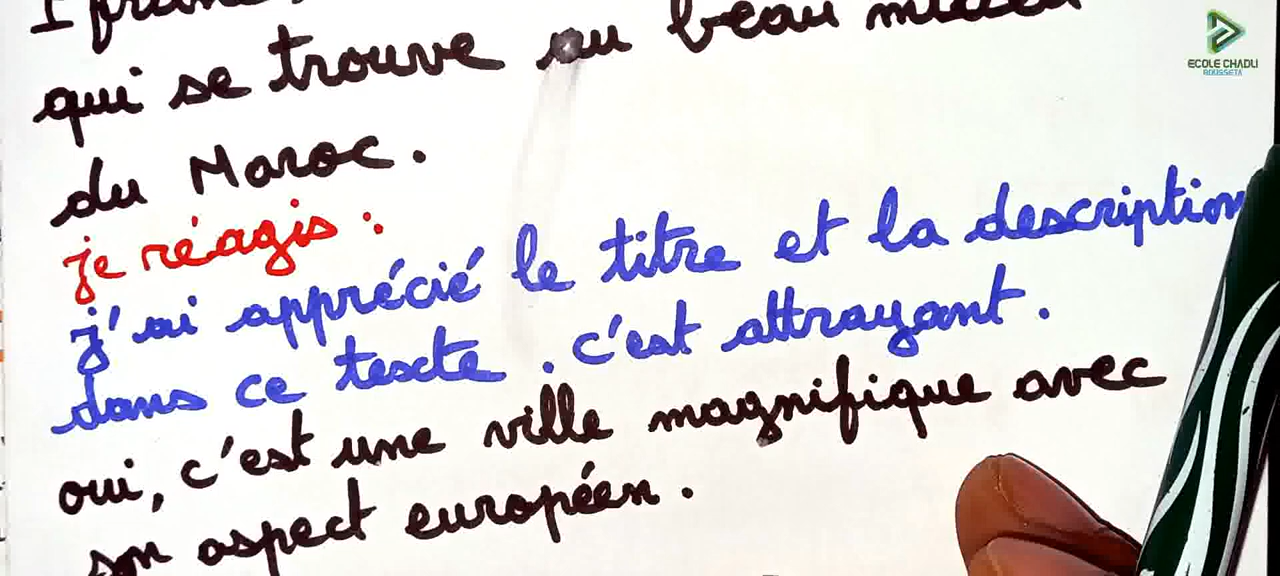 qui se trouve au beau milieu
du Maroc.
je réagis :
j'ai apprécié le titre et la description
dans ce texte. c'est attrayant.
oui, c'est une ville magnifique avec
son aspect européen.
ECOLE CHADLI
ROUSSETA